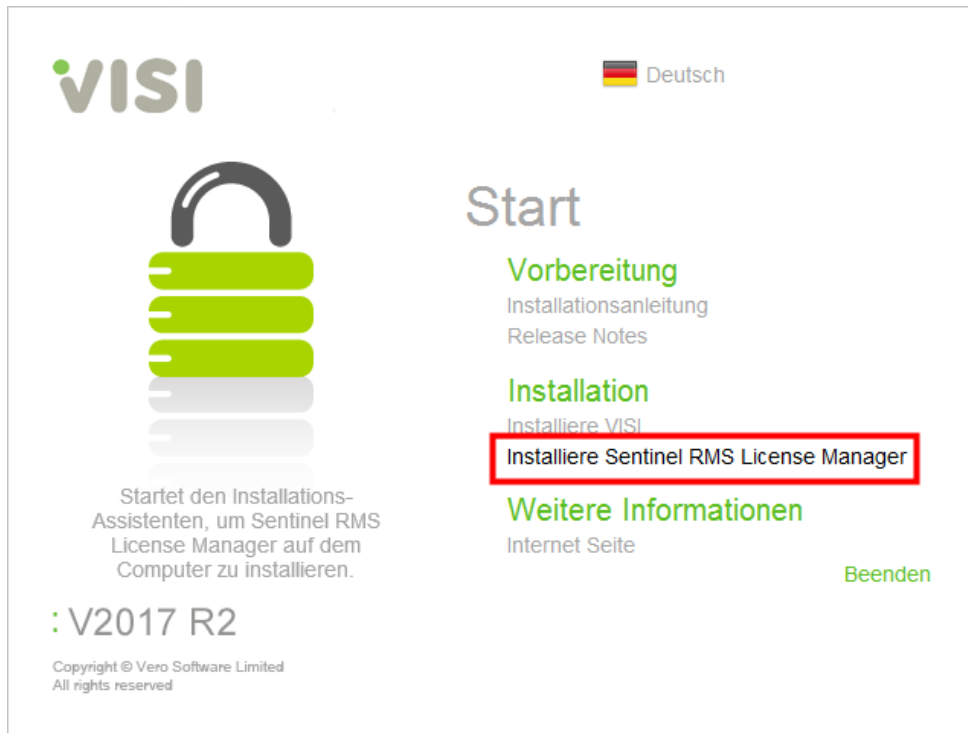 VISI
Deutsch
Start
Vorbereitung
Installationsanleitung
Release Notes
Installation
Installiere VISI
Installiere Sentinel RMS License Manager
Startet den Installations-
Assistenten, um Sentinel RMS
License Manager auf dem
Computer zu installieren.
Weitere Informationen
Internet Seite
Beenden
: V2017 R2
Copyright © Vero Software Limited
All rights reserved